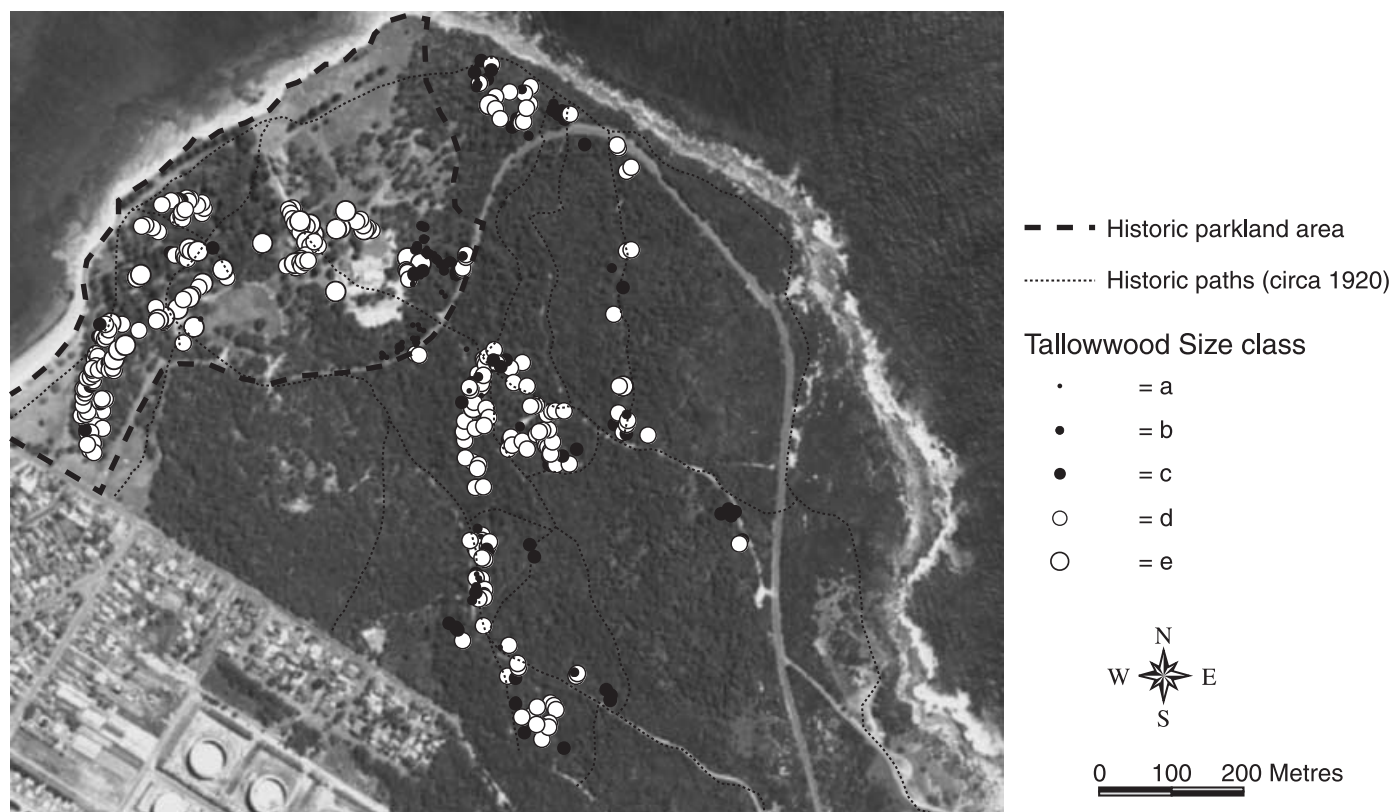 Historic parkland area
Historic paths (circa 1920)
Tallowwood Size class
= a
= b
= c
= d
= e
N
W E
S
0 100 200 Metres